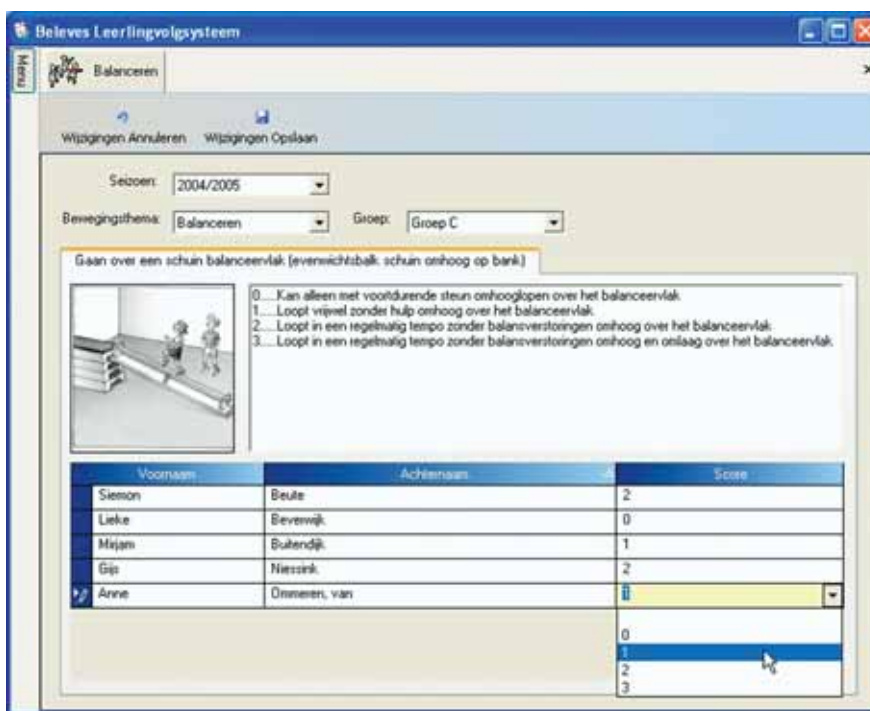 Beleves Leerlingvolgsysteem
Menu
Balanceren
Wijzigingen Annuleren Wijzigingen Opslaan
Seizoen: 2004/2005
Bewegingsthema: Balanceren Groep: Groep C
Gaan over een schuin balanceervlak (evenwichtsbalk schuin omhoog op bank)
0....Kan alleen met voortdurende steun omhooglopen over het balanceervlak
1....Loopt vrijwel zonder hulp omhoog over het balanceervlak
2....Loopt in een regelmatig tempo zonder balansverstoringen omhoog over het balanceervlak
3....Loopt in een regelmatig tempo zonder balansverstoringen omhoog en omlaag over het balanceervlak
Voornaam Achternaam Score
Siemon Beute 2
Lieke Beverwijk 0
Mirjam Buitendijk 1
Gijs Niessink 2
Anne Ommeren, van 1
0
1
2
3